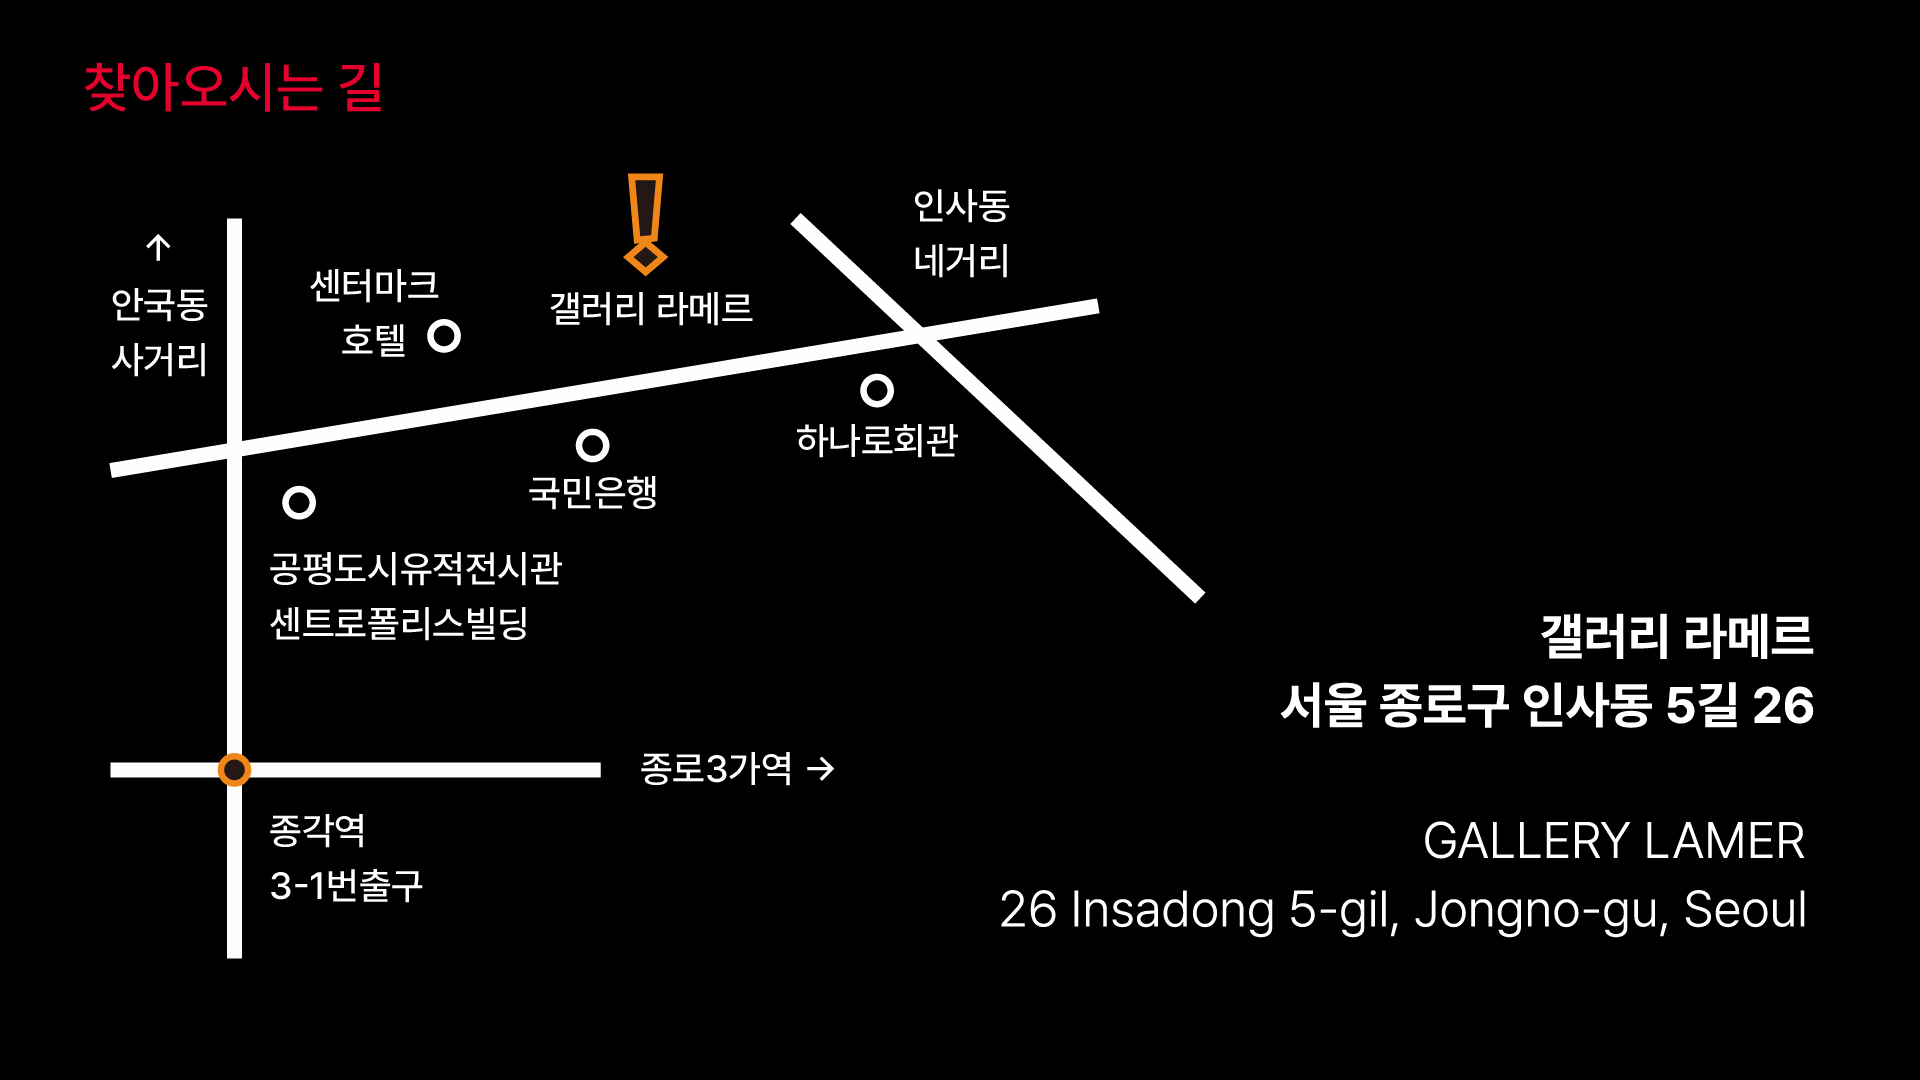 찾아오시는 길
↑
안국동
사거리
센터마크
호텔
갤러리 라메르
인사동
네거리
하나로회관
국민은행
공평도시유적전시관
센트로폴리스빌딩
종로3가역 →
종각역
3-1번출구
갤러리 라메르
서울 종로구 인사동 5길 26
GALLERY LAMER
26 Insadong 5-gil, Jongno-gu, Seoul